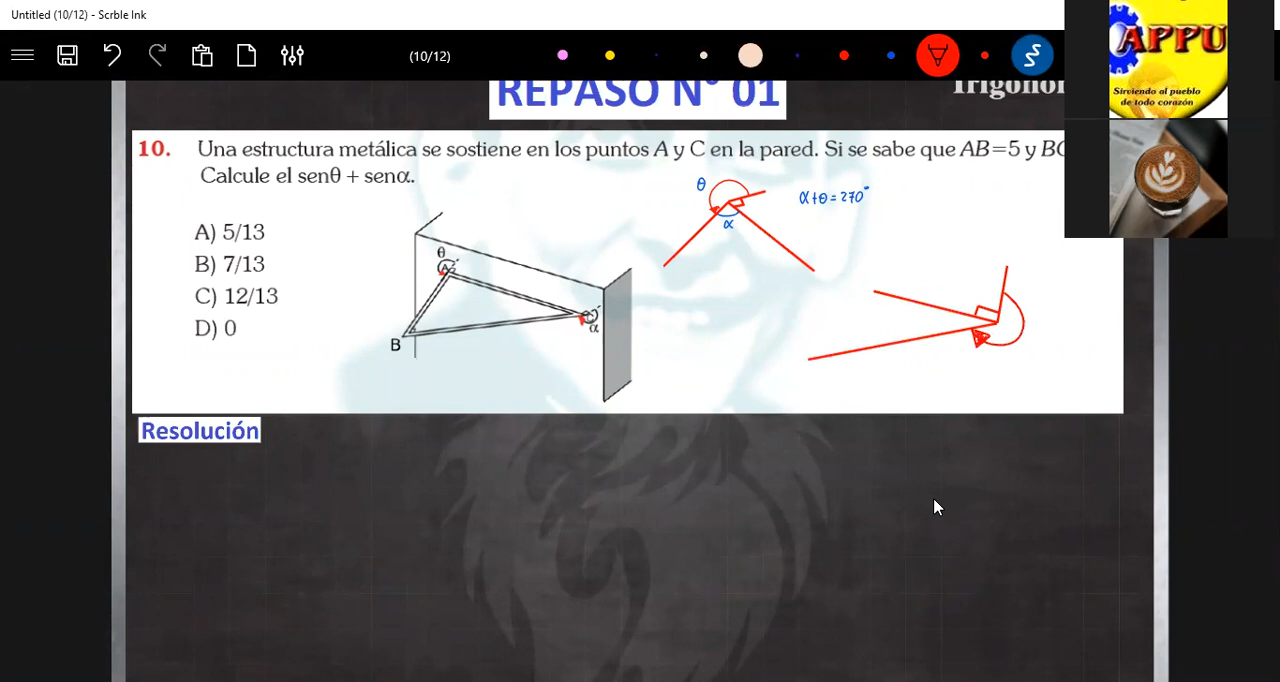 Untitled (10/12) - Scrble Ink
(10/12)
APPU
Sirviendo al pueblo
de todo corazón
REPASO N° 01
10. Una estructura metálica se sostiene en los puntos A y C en la pared. Si se sabe que AB=5 y
Calcule el senθ + senα.
A) 5/13
B) 7/13
C) 12/13
D) 0
θ
A
B
C
α
θ
α
α+θ=270°
Resolución